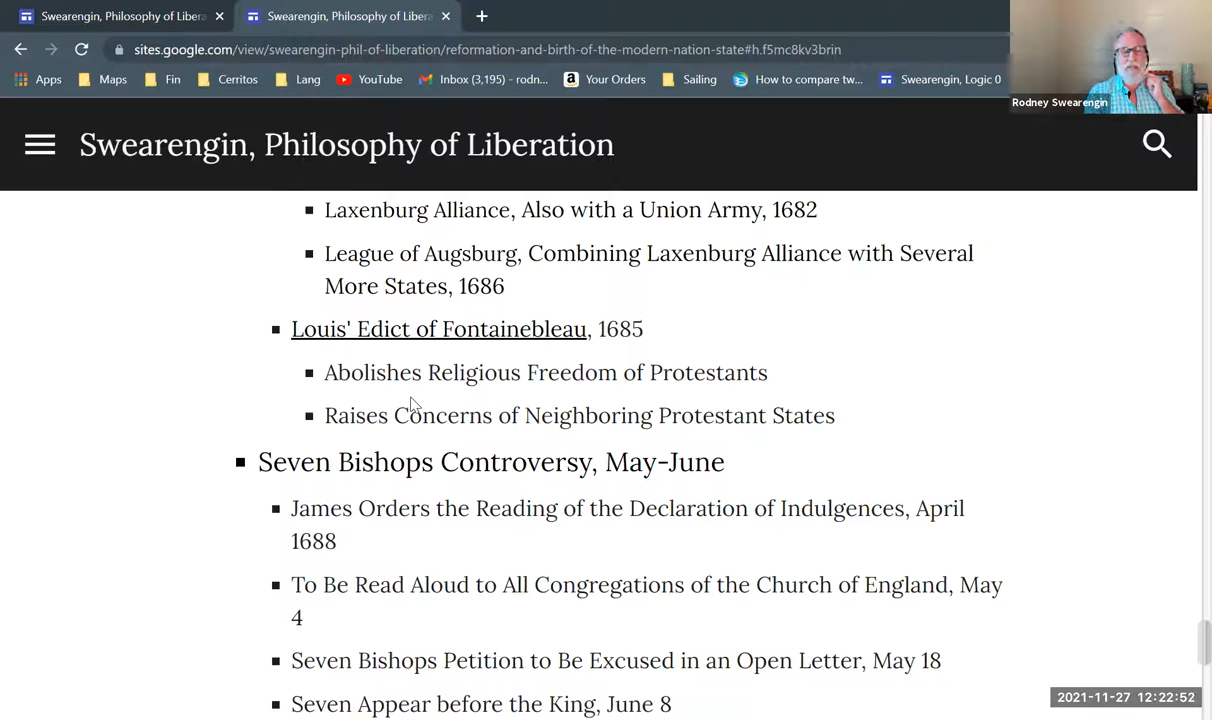 Swearengin, Philosophy of Libera
Swearengin, Philosophy of Libera
sites.google.com/view/swearengin-phil-of-liberation/reformation-and-birth-of-the-modern-nation-state#h.f5mc8kv3brin
Apps Maps Fin Cerritos Lang YouTube Inbox (3,195) - rodn... Your Orders Sailing How to compare tw... Swearengin, Logic 0
Rodney Swearengin
Swearengin, Philosophy of Liberation
Laxenburg Alliance, Also with a Union Army, 1682
League of Augsburg, Combining Laxenburg Alliance with Several
More States, 1686
Louis' Edict of Fontainebleau, 1685
Abolishes Religious Freedom of Protestants
Raises Concerns of Neighboring Protestant States
Seven Bishops Controversy, May-June
James Orders the Reading of the Declaration of Indulgences, April
1688
To Be Read Aloud to All Congregations of the Church of England, May
4
Seven Bishops Petition to Be Excused in an Open Letter, May 18
Seven Appear before the King, June 8
2021-11-27 12:22:52